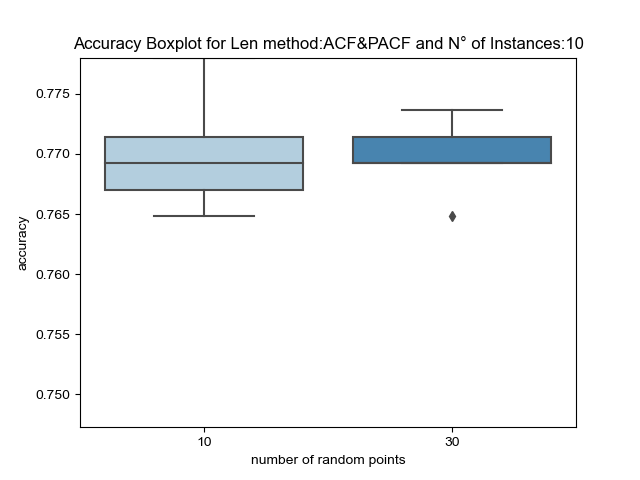 Accuracy Boxplot for Len method:ACF&PACF and N° of Instances:10
0.775
0.770
0.765
0.760
0.755
0.750
accuracy
10 30
number of random points